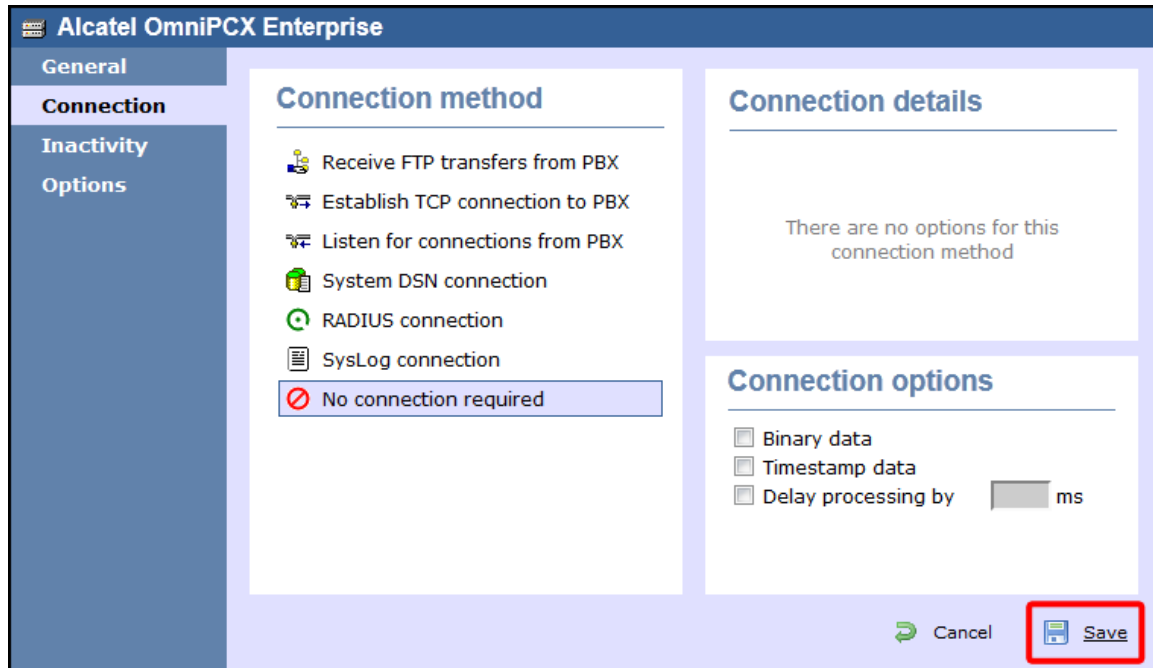 Alcatel OmniPCX Enterprise
General
Connection
Inactivity
Options
Connection method
Receive FTP transfers from PBX
Establish TCP connection to PBX
Listen for connections from PBX
System DSN connection
RADIUS connection
SysLog connection
No connection required
Connection details
There are no options for this
connection method
Connection options
Binary data
Timestamp data
Delay processing by ms
Cancel Save